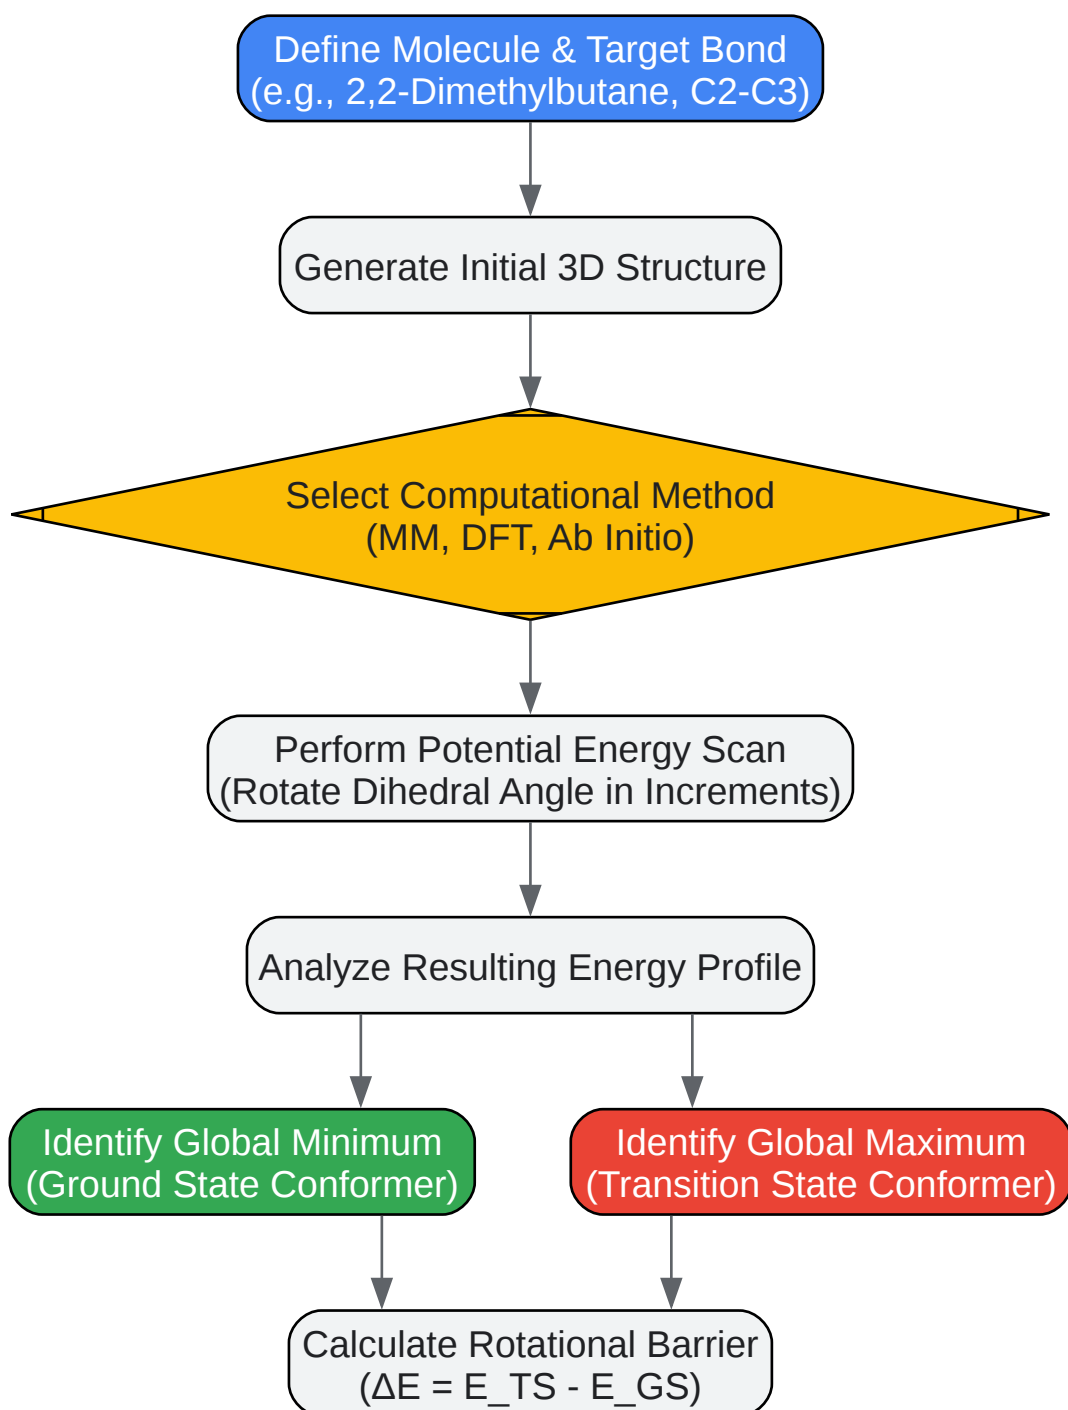 Define Molecule & Target Bond
(e.g., 2,2-Dimethylbutane, C2-C3)
Generate Initial 3D Structure
Select Computational Method
(MM, DFT, Ab Initio)
Perform Potential Energy Scan
(Rotate Dihedral Angle in Increments)
Analyze Resulting Energy Profile
Identify Global Minimum
(Ground State Conformer)
Identify Global Maximum
(Transition State Conformer)
Calculate Rotational Barrier
(ΔE = E_TS - E_GS)